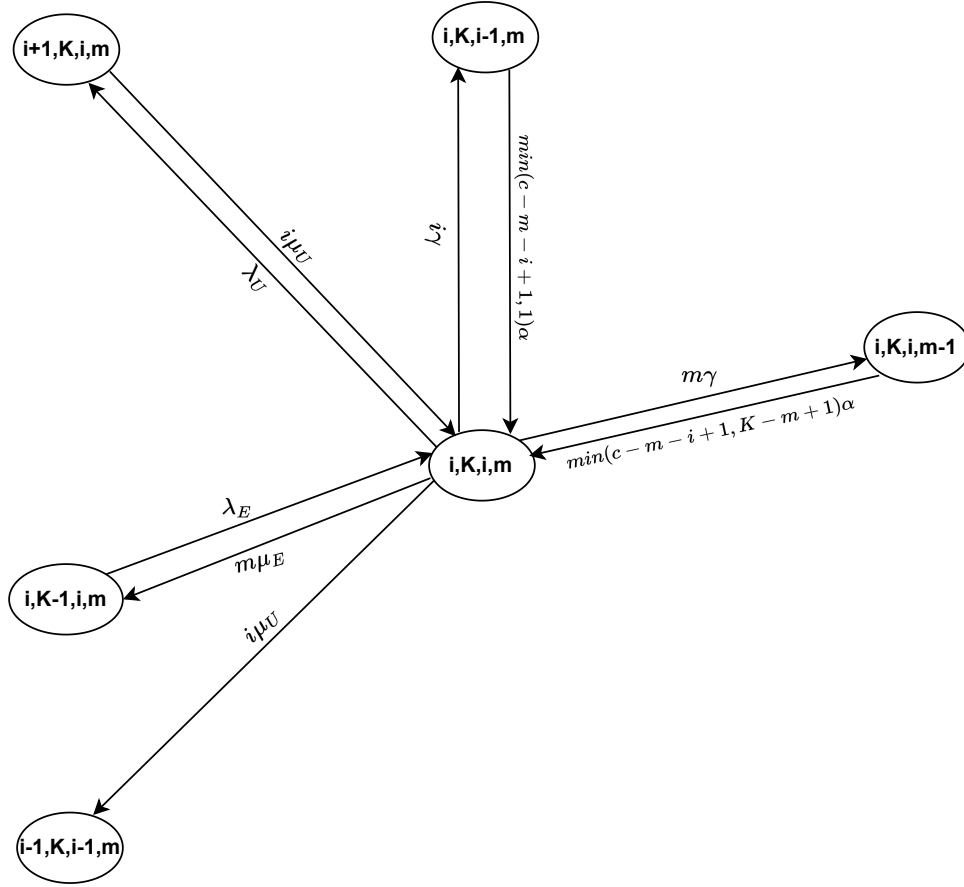 i+1,K,i,m
i,K,i-1,m
min(c − m − i + 1, 1)α
iγ
iμ_U
λ_U
i,K,i,m-1
mγ
min(c − m − i + 1, K − m + 1)α
i,K,i,m
λ_E
mμ_E
i,K-1,i,m
iμ_U
i-1,K,i-1,m